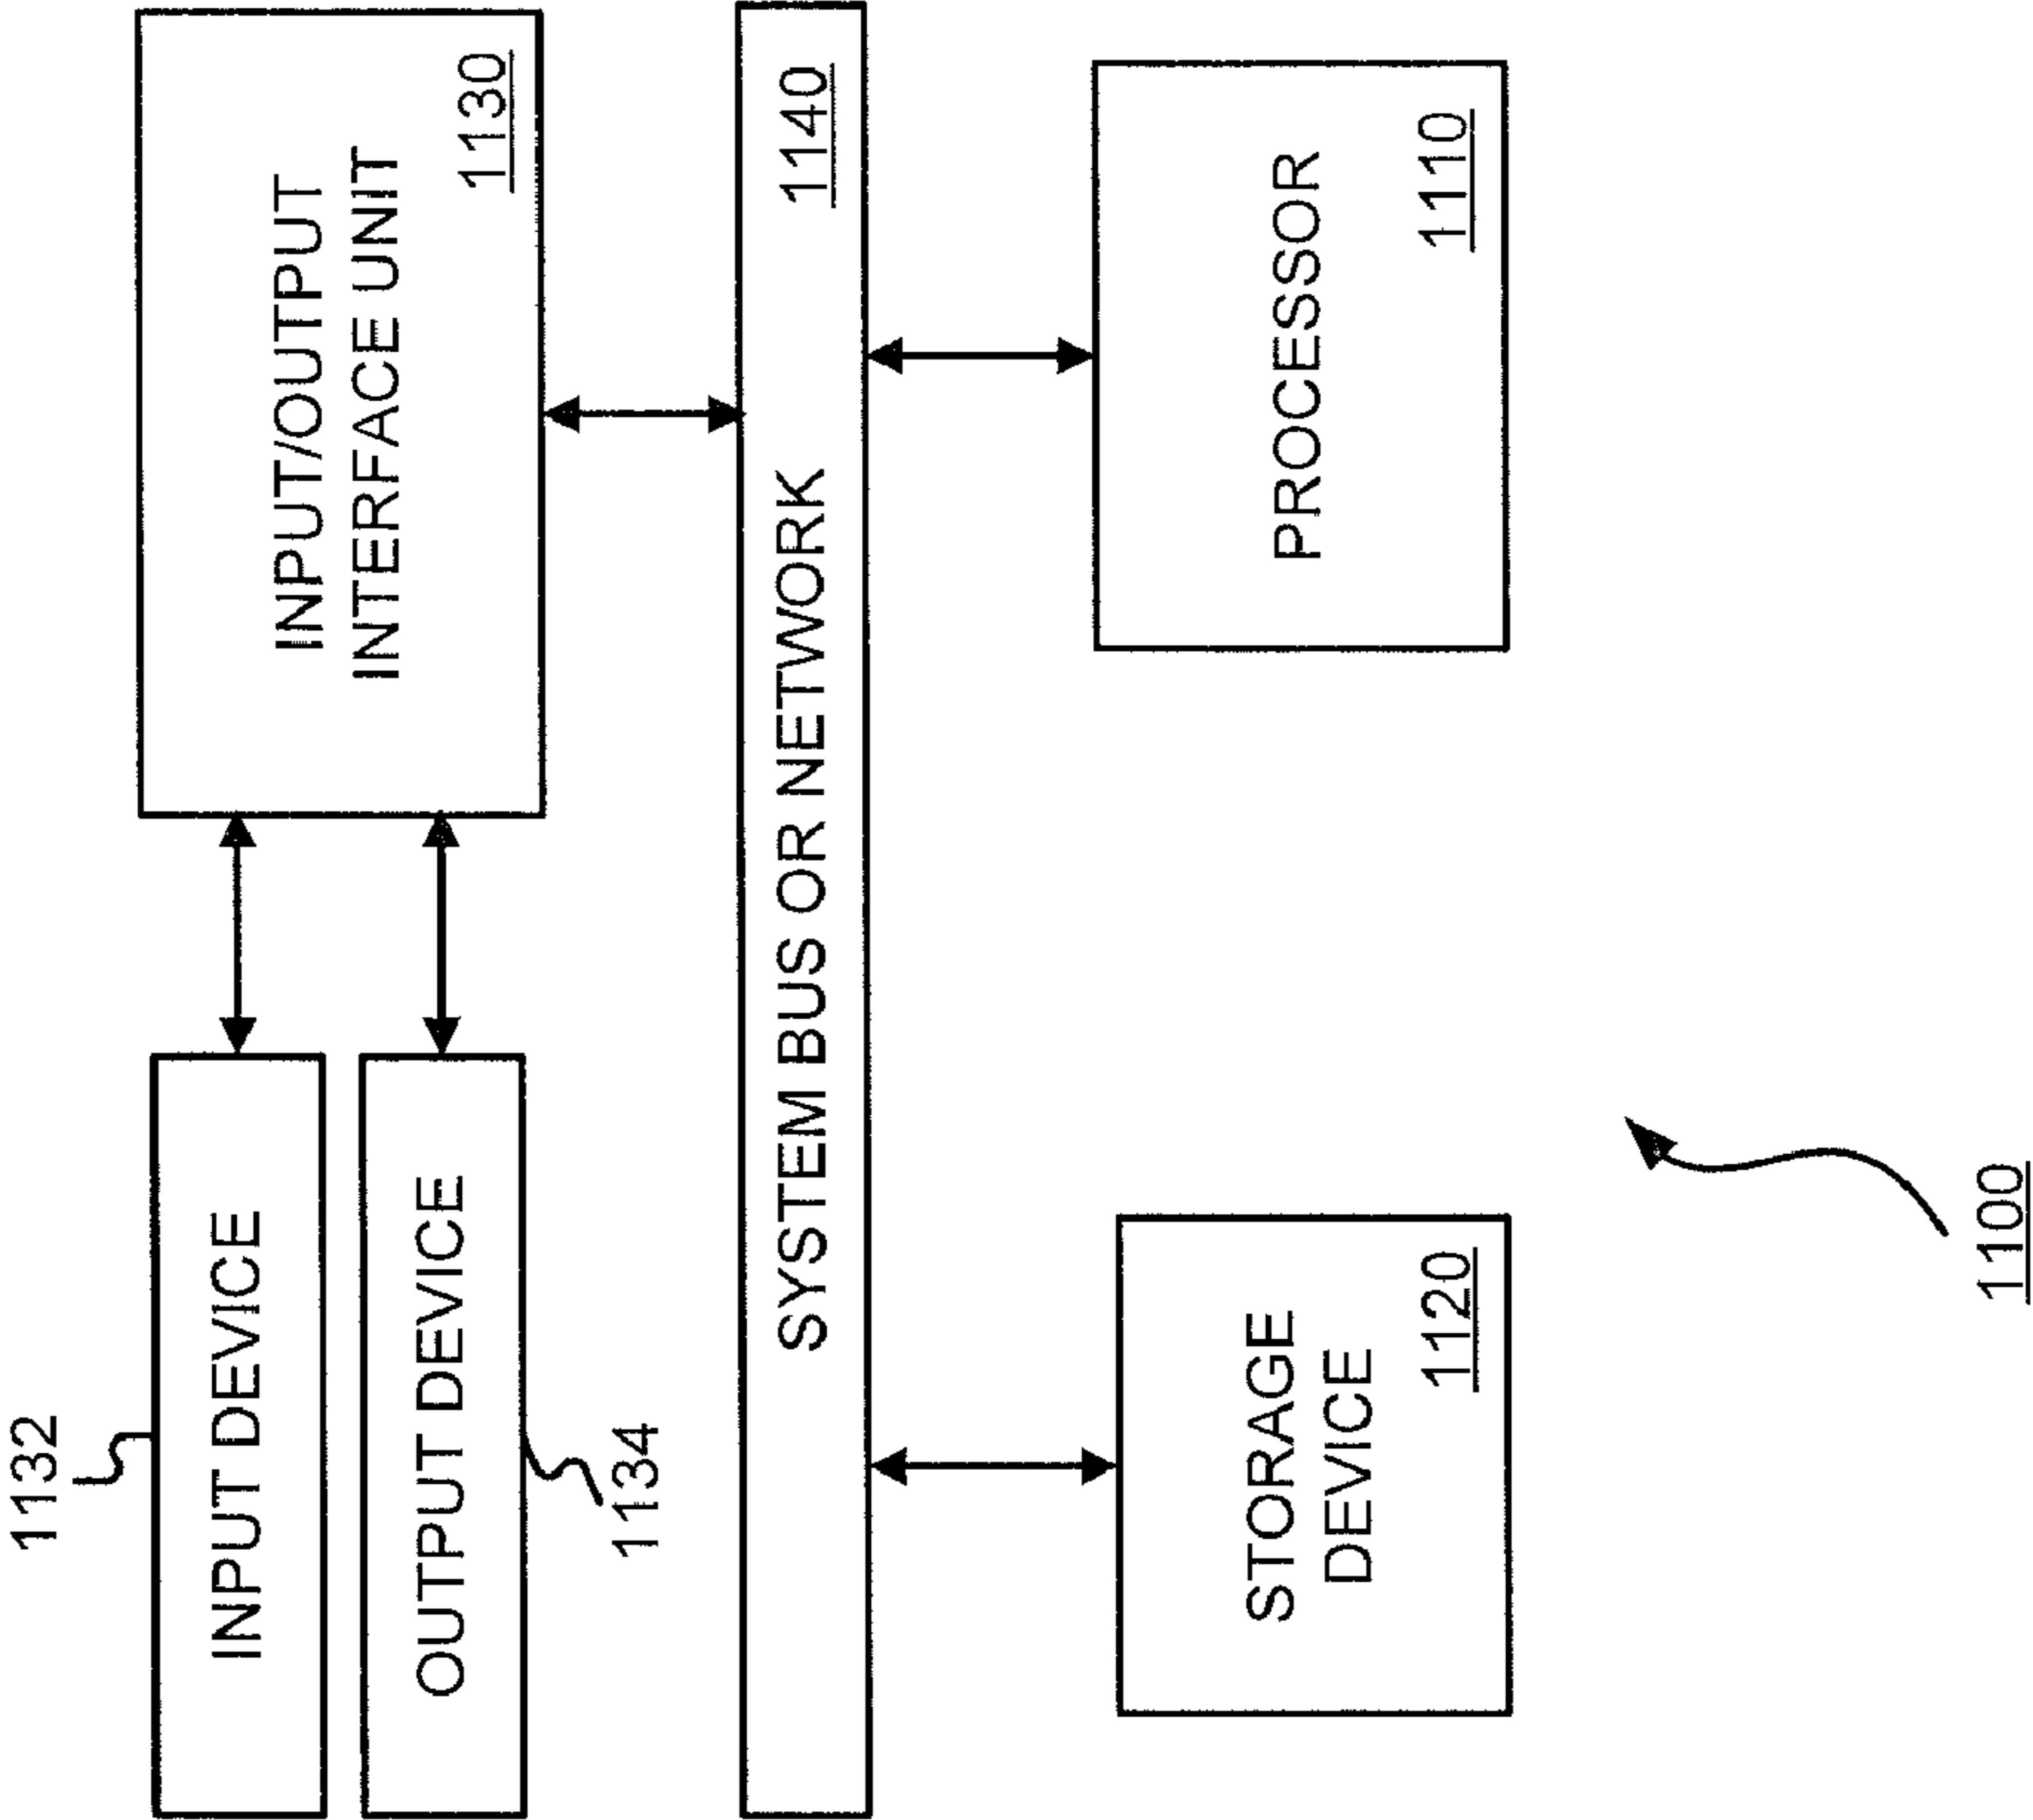 1132
INPUT DEVICE
OUTPUT DEVICE
1134
INPUT/OUTPUT
INTERFACE UNIT
1130
SYSTEM BUS OR NETWORK
1140
STORAGE
DEVICE
1120
PROCESSOR
1110
1100